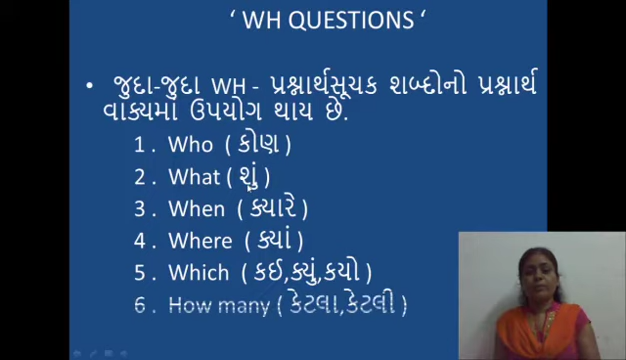 ‘ WH QUESTIONS ‘
• જુદા-જુદા WH - પ્રશ્નાર્થસૂચક શબ્દોનો પ્રશ્નાર્થ
વાક્યમાં ઉપયોગ થાય છે.
1 . Who ( કોણ )
2 . What ( શું )
3 . When ( ક્યારે )
4 . Where ( ક્યાં )
5 . Which ( કઈ,ક્યું,કયો )
6 . How many ( કેટલા,કેટલી )